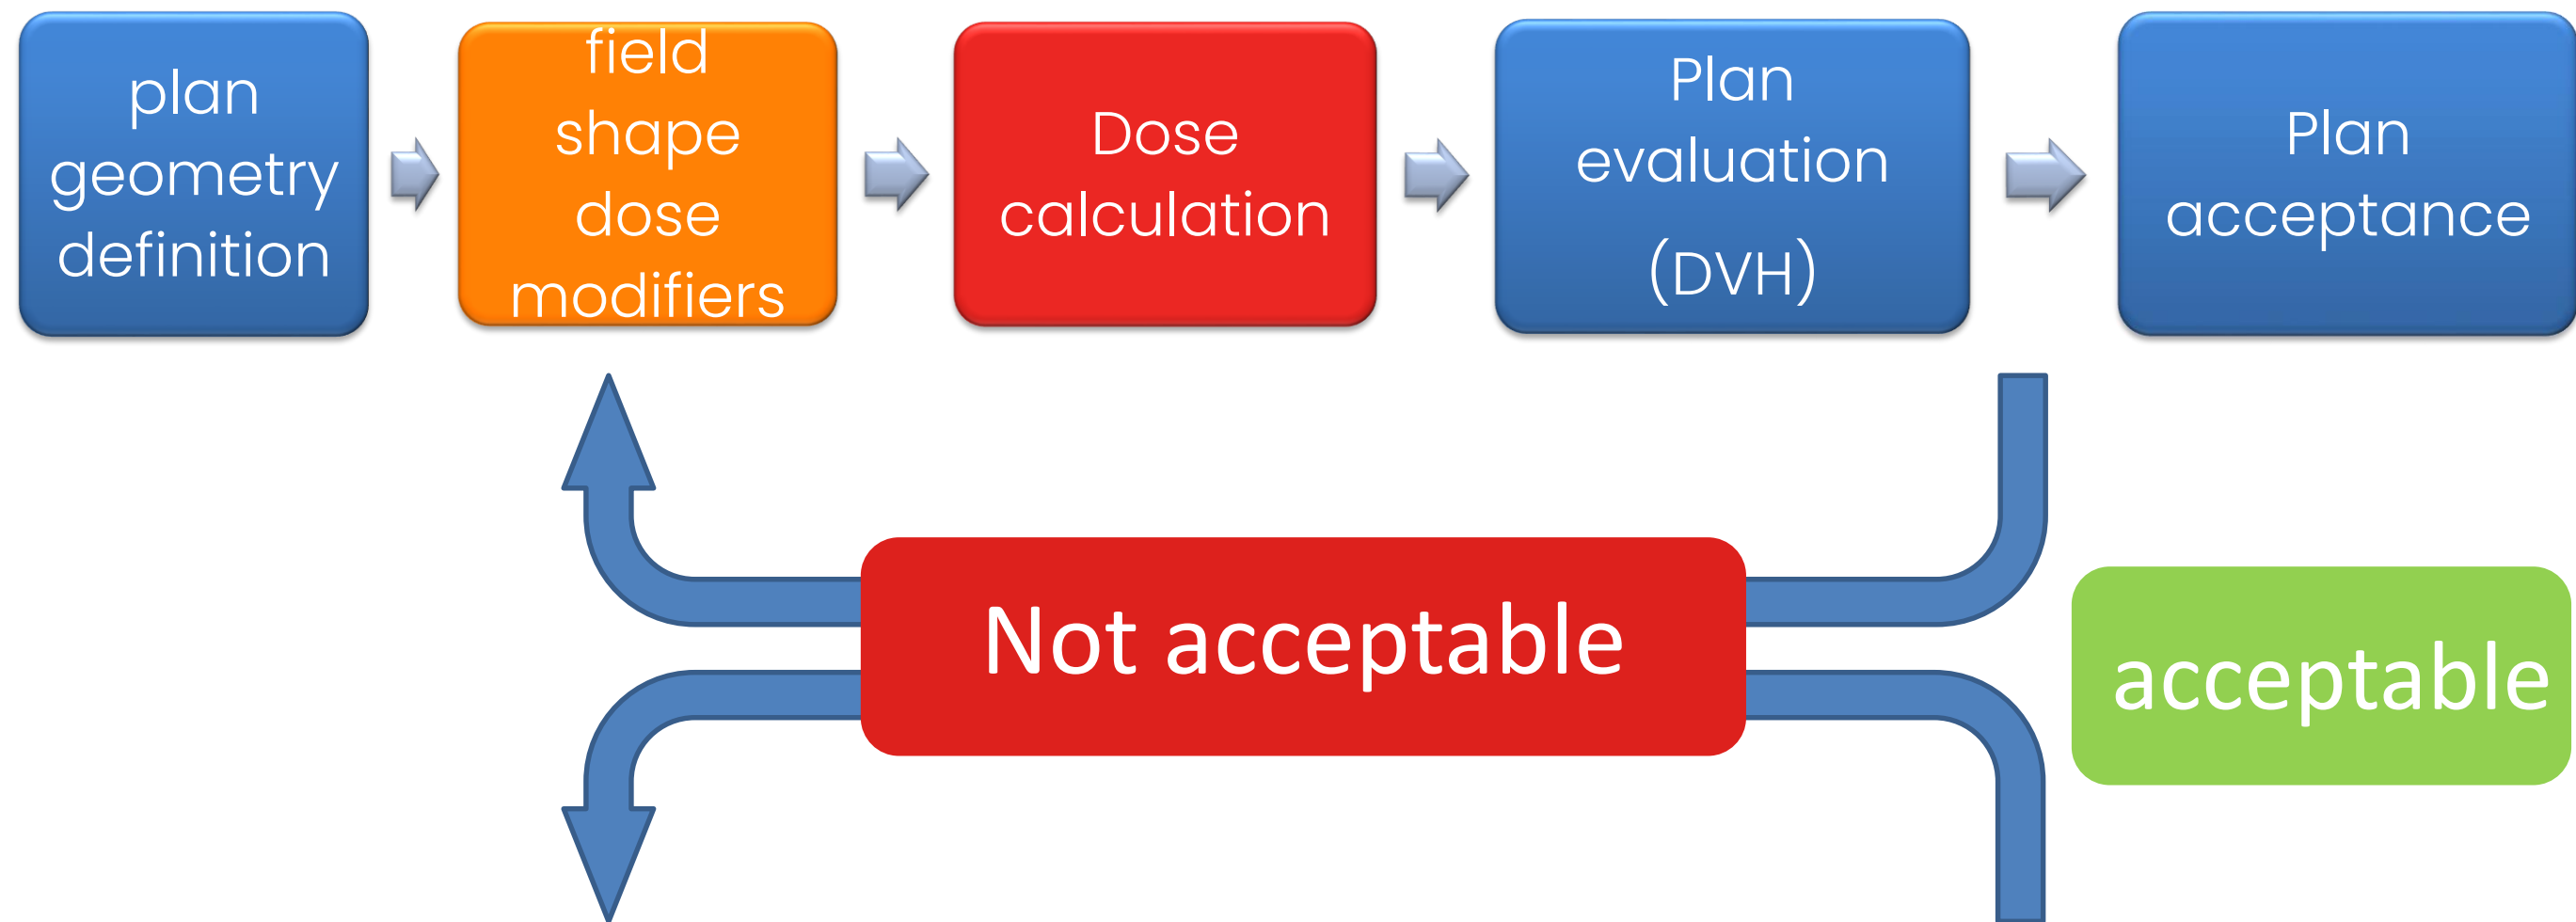 plan
geometry
definition
field
shape
dose
modifiers
Dose
calculation
Plan
evaluation
(DVH)
Plan
acceptance
Not acceptable
acceptable